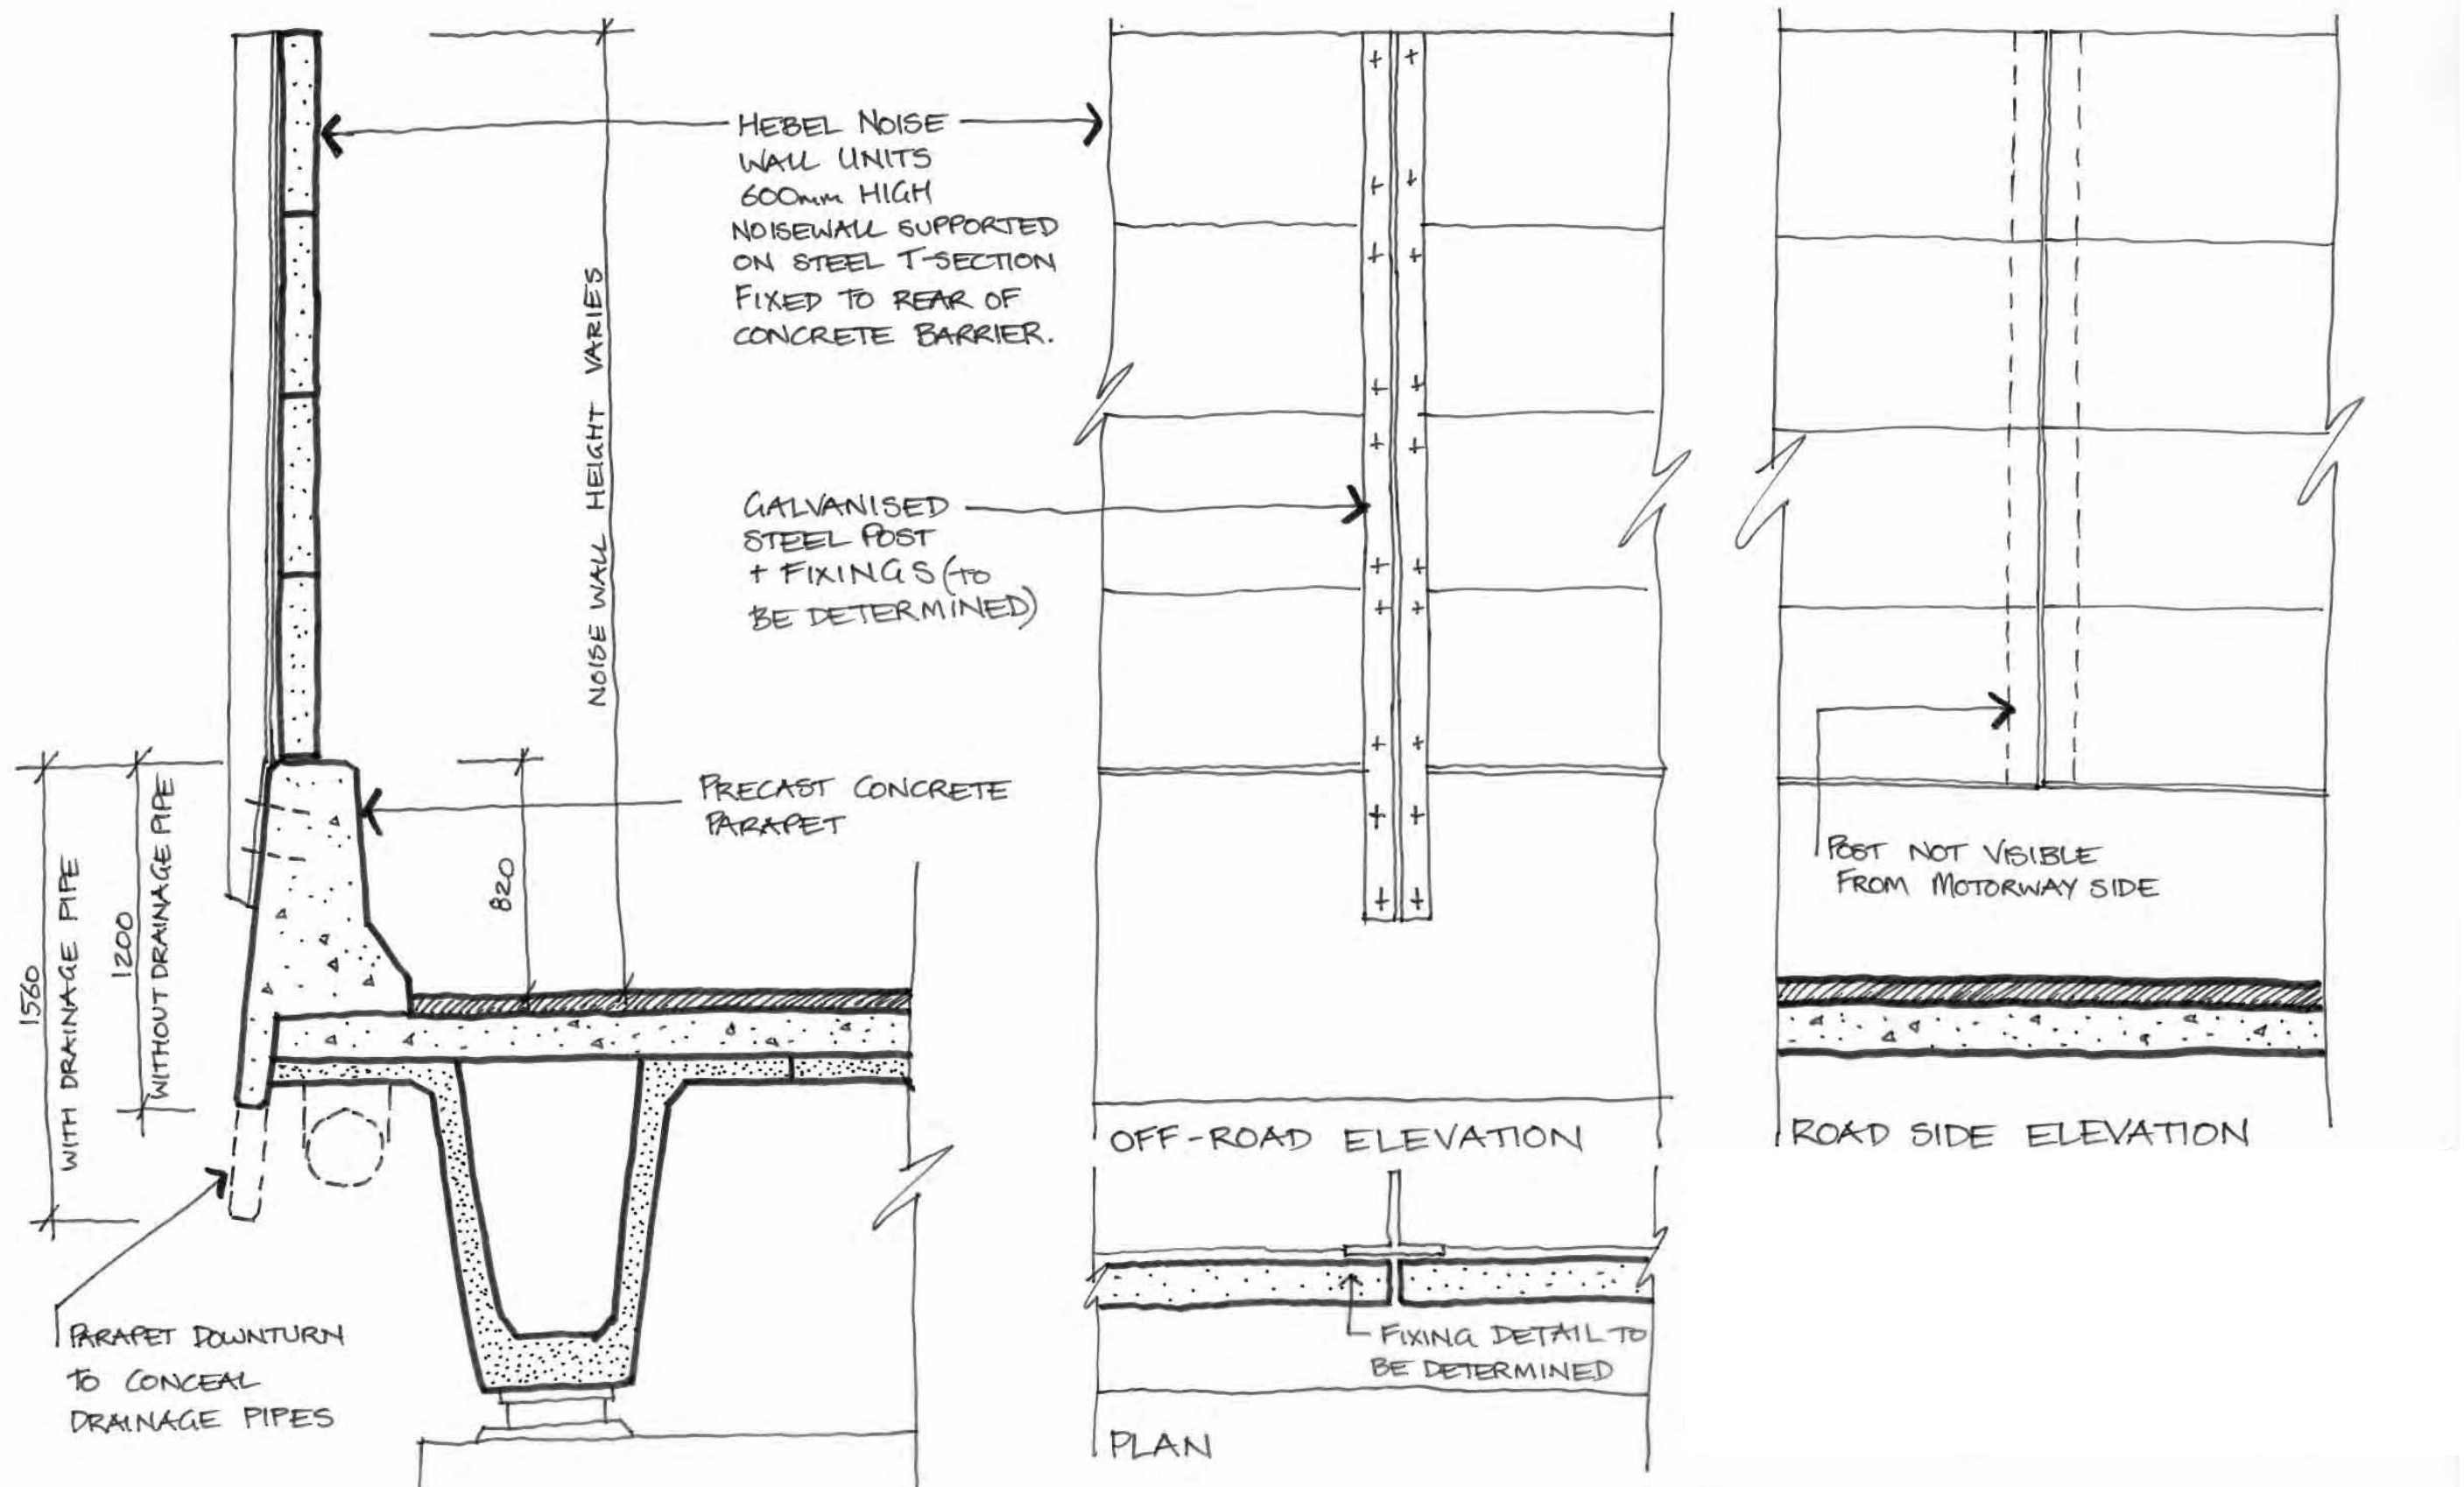 HEBEL NOISE
WALL UNITS
600mm HIGH
NOISEWALL SUPPORTED
ON STEEL T-SECTION
FIXED TO REAR OF
CONCRETE BARRIER.
NOISE WALL HEIGHT VARIES
GALVANISED
STEEL POST
+ FIXINGS (TO
BE DETERMINED)
PRECAST CONCRETE
PARAPET
820
1560
WITH DRAINAGE PIPE
1200
WITHOUT DRAINAGE PIPE
PARAPET DOWNTURN
TO CONCEAL
DRAINAGE PIPES
OFF-ROAD ELEVATION
FIXING DETAIL TO
BE DETERMINED
PLAN
POST NOT VISIBLE
FROM MOTORWAY SIDE
ROAD SIDE ELEVATION